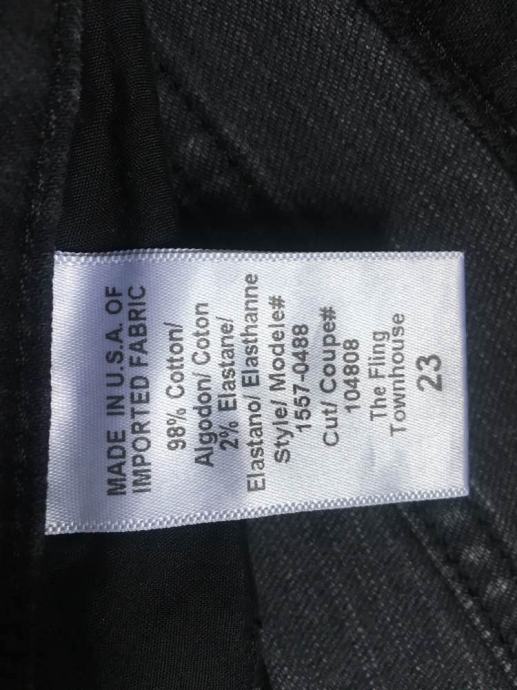 MADE IN U.S.A. OF
IMPORTED FABRIC
98% Cotton/
Algodon/ Coton
2% Elastane/
Elastano/ Elasthanne
Style/ Modele#
1557-0488
Cut/ Coupe#
104808
The Fling
Townhouse
23